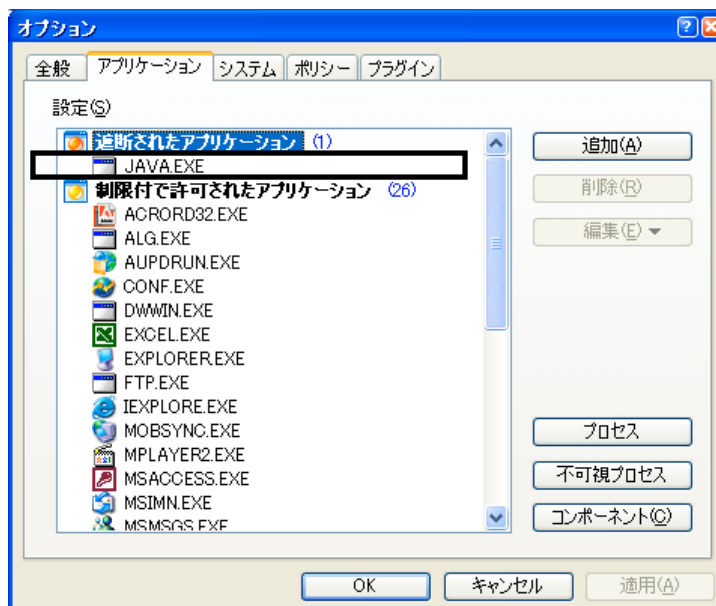 オプション
全般 アプリケーション システム ポリシー プラグイン
設定(S)
遮断されたアプリケーション (1)
JAVA.EXE
制限付で許可されたアプリケーション (26)
ACRORD32.EXE
ALG.EXE
AUPDRUN.EXE
CONF.EXE
DWWIN.EXE
EXCEL.EXE
EXPLORER.EXE
FTP.EXE
IEXPLORE.EXE
MOBSYNC.EXE
MPLAYER2.EXE
MSACCESS.EXE
MSIMN.EXE
MSMSGS.EXE
追加(A)
削除(R)
編集(E)
プロセス
不可視プロセス
コンポーネント(C)
OK キャンセル 適用(A)